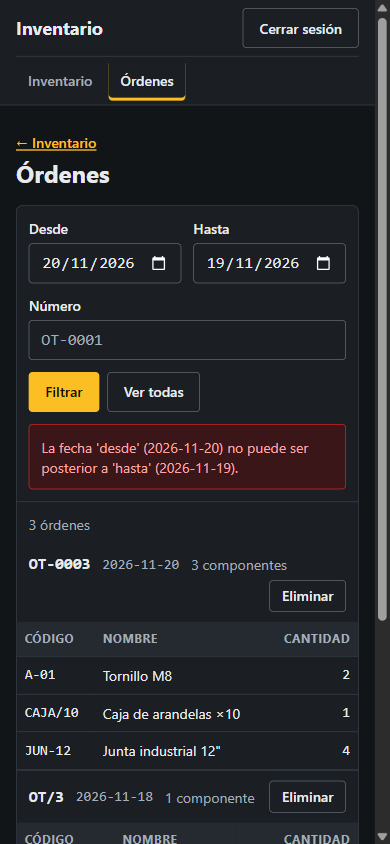 Inventario
Cerrar sesión
Inventario
Órdenes
← Inventario
Órdenes
Desde
Hasta
20/11/2026
19/11/2026
Número
OT-0001
Filtrar
Ver todas
La fecha 'desde' (2026-11-20) no puede ser
posterior a 'hasta' (2026-11-19).
3 órdenes
OT-0003 2026-11-20 3 componentes
Eliminar
CÓDIGO NOMBRE CANTIDAD
A-01 Tornillo M8 2
CAJA/10 Caja de arandelas ×10 1
JUN-12 Junta industrial 12" 4
OT/3 2026-11-18 1 componente Eliminar
CÓDIGO NOMBRE CANTIDAD